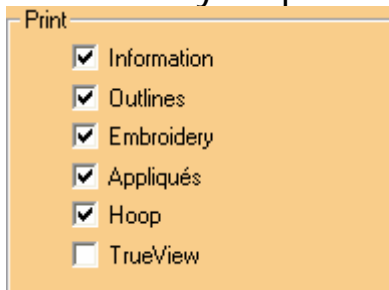 Print
Information
Outlines
Embroidery
Appliqués
Hoop
TrueView